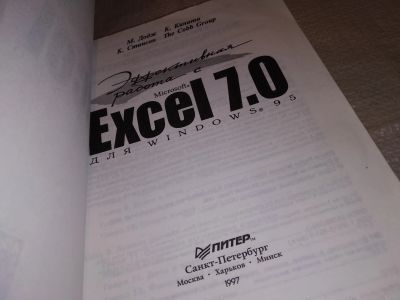 М. Додж К. Кината
К. Стинсон The Cobb Group
Эффективная
работа с
Microsoft®
Excel 7.0
ДЛЯ WINDOWS® 95
ПИТЕР™
Санкт-Петербург
Москва · Харьков · Минск
1997